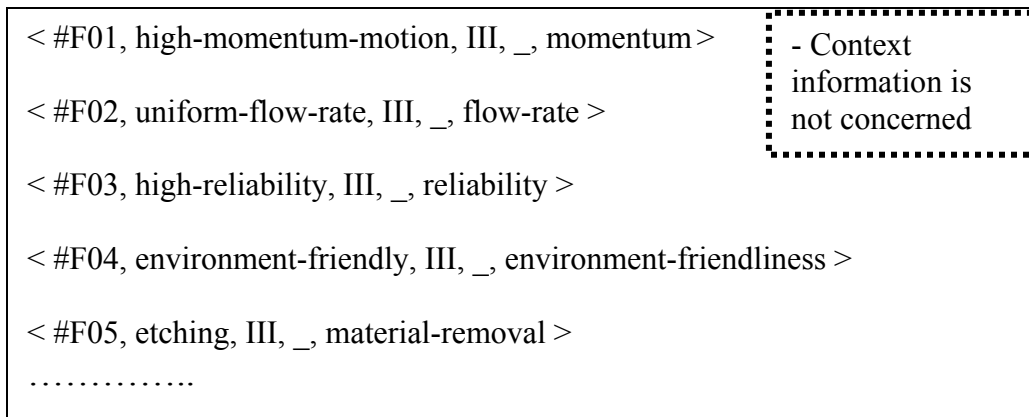 < #F01, high-momentum-motion, III, _, momentum >
- Context
information is
not concerned
< #F02, uniform-flow-rate, III, _, flow-rate >
< #F03, high-reliability, III, _, reliability >
< #F04, environment-friendly, III, _, environment-friendliness >
< #F05, etching, III, _, material-removal >
…………..